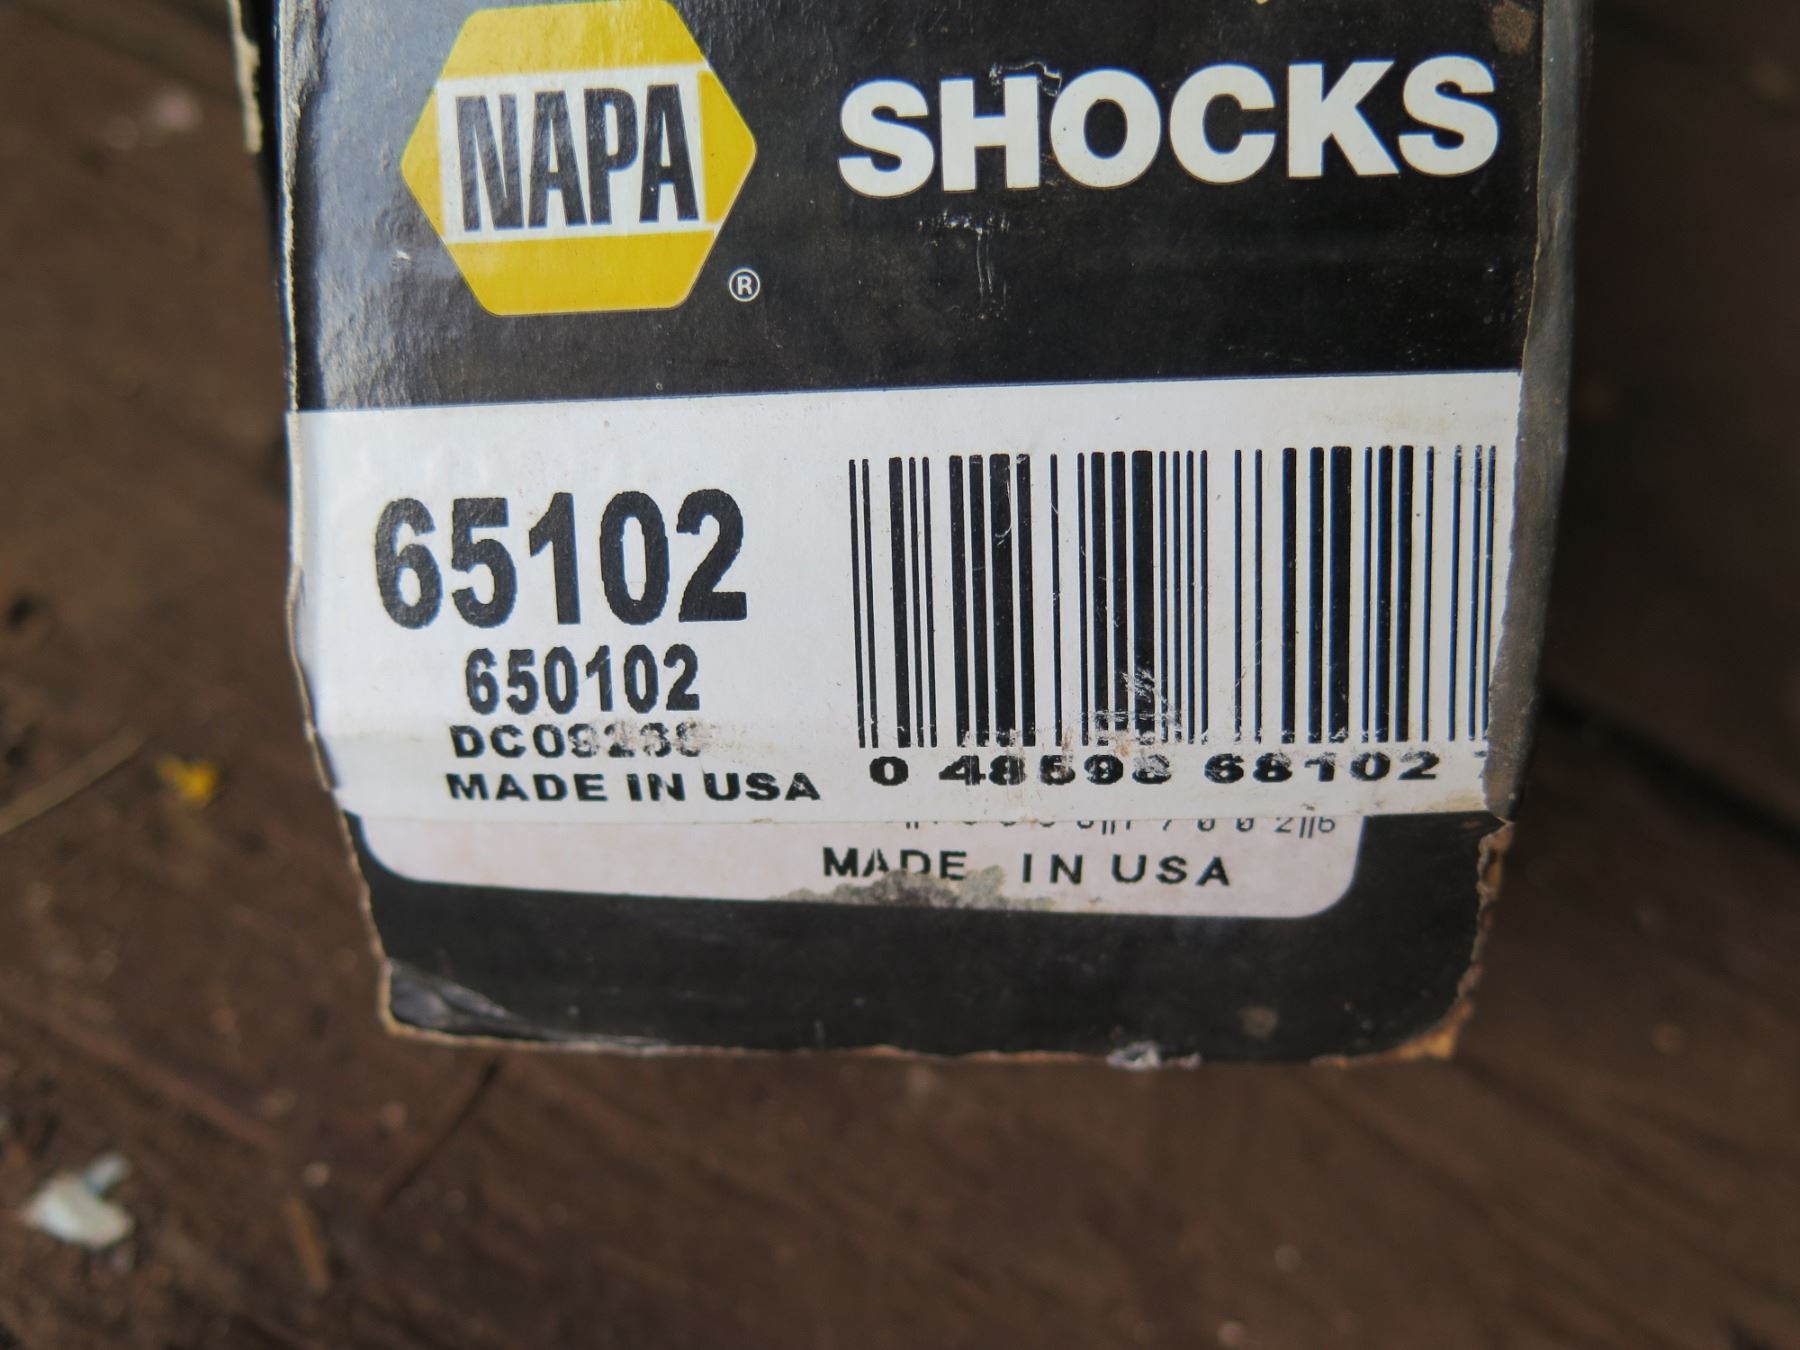 NAPA SHOCKS
®
65102
650102
MADE IN USA
MADE IN USA